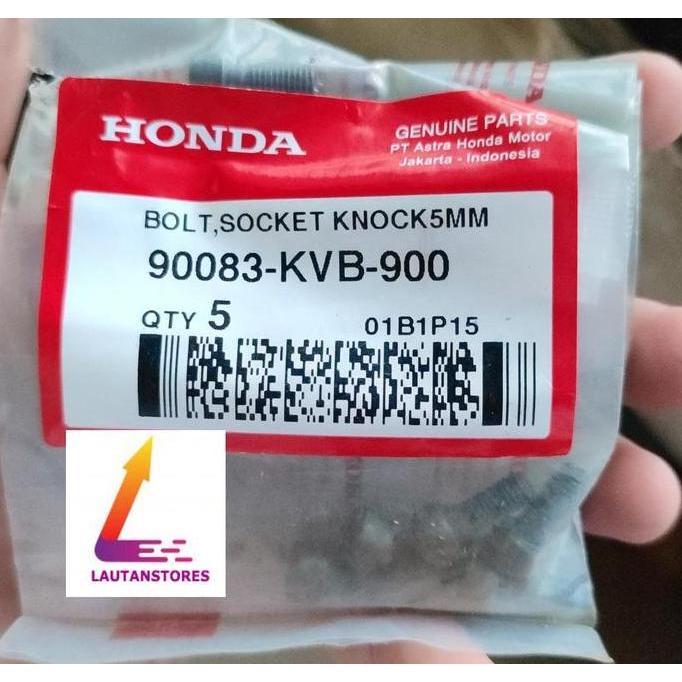 HONDA
GENUINE PARTS
PT Astra Honda Motor
Jakarta - Indonesia
BOLT,SOCKET KNOCK5MM
90083-KVB-900
QTY 5
01B1P15
LAUTANSTORES